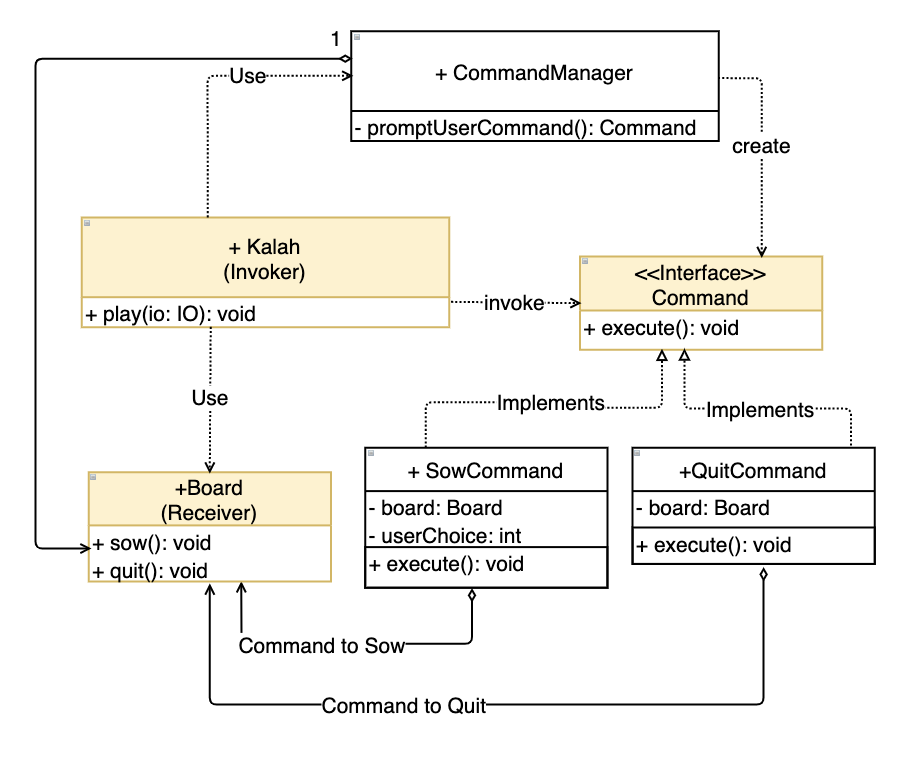 1
+ CommandManager
- promptUserCommand(): Command
Use
create
+ Kalah
(Invoker)
+ play(io: IO): void
invoke
<<Interface>>
Command
+ execute(): void
Use
Implements
Implements
+Board
(Receiver)
+ sow(): void
+ quit(): void
+ SowCommand
- board: Board
- userChoice: int
+ execute(): void
+QuitCommand
- board: Board
+ execute(): void
Command to Sow
Command to Quit